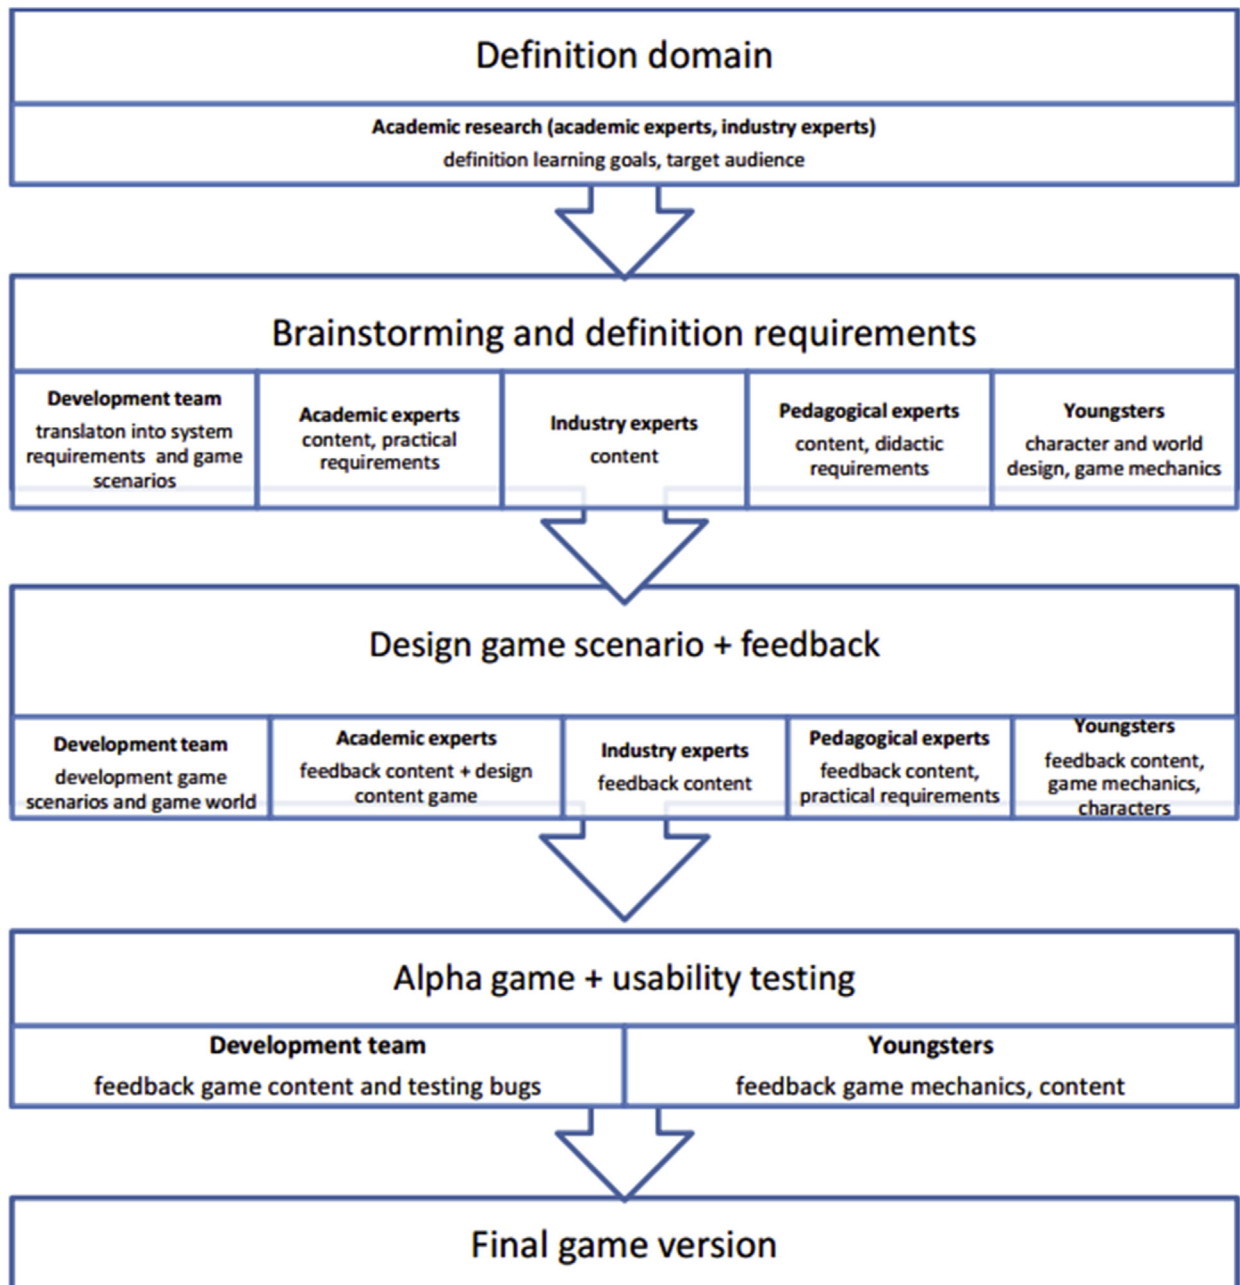 Definition domain
Academic research (academic experts, industry experts)
definition learning goals, target audience
Brainstorming and definition requirements
Development team
translaton into system
requirements and game
scenarios
Academic experts
content, practical
requirements
Industry experts
content
Pedagogical experts
content, didactic
requirements
Youngsters
character and world
design, game mechanics
Design game scenario + feedback
Development team
development game
scenarios and game world
Academic experts
feedback content + design
content game
Industry experts
feedback content
Pedagogical experts
feedback content,
practical requirements
Youngsters
feedback content,
game mechanics,
characters
Alpha game + usability testing
Development team
feedback game content and testing bugs
Youngsters
feedback game mechanics, content
Final game version